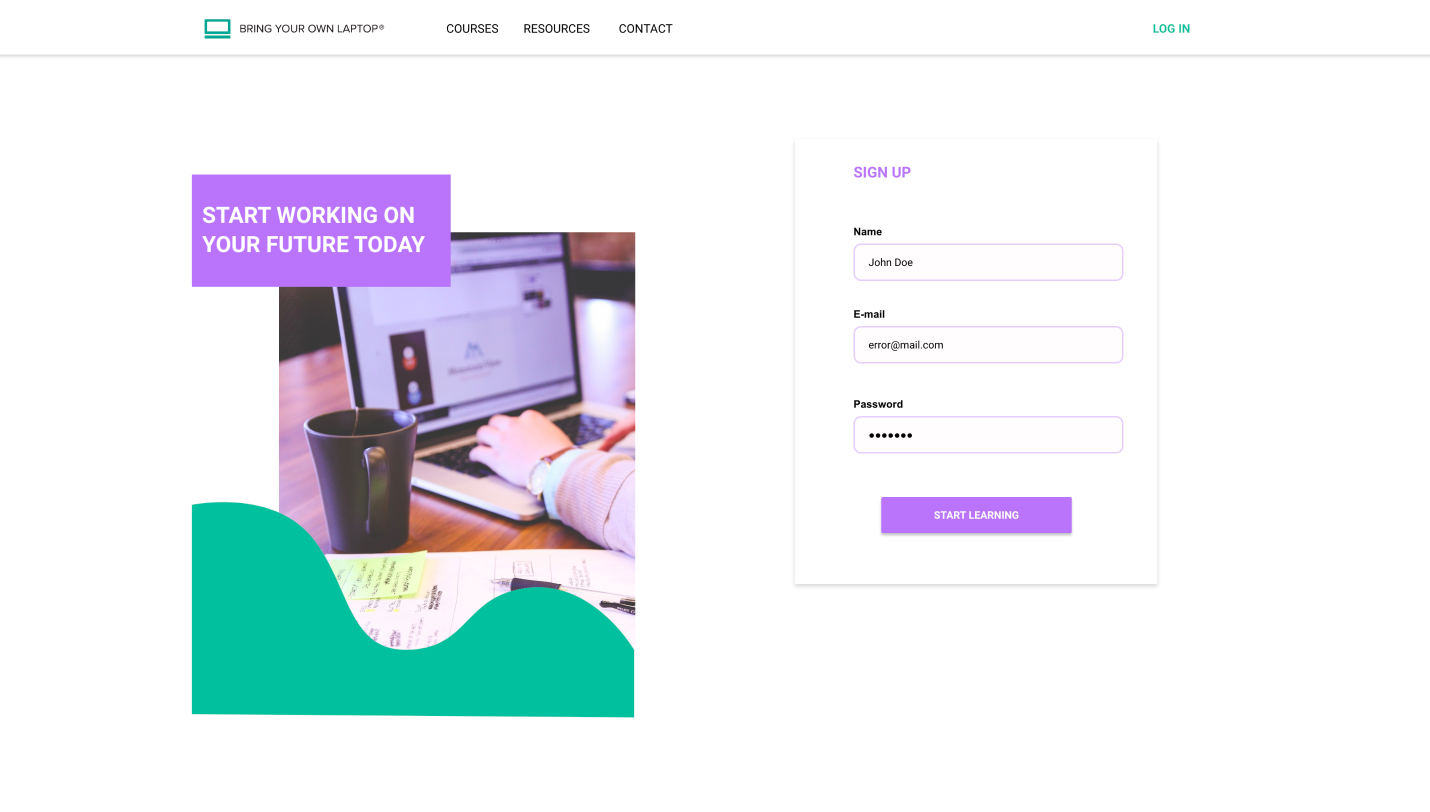 BRING YOUR OWN LAPTOP®
COURSES
RESOURCES
CONTACT
LOG IN
START WORKING ON
YOUR FUTURE TODAY
SIGN UP
Name
John Doe
E-mail
error@mail.com
Password
•••••••
START LEARNING